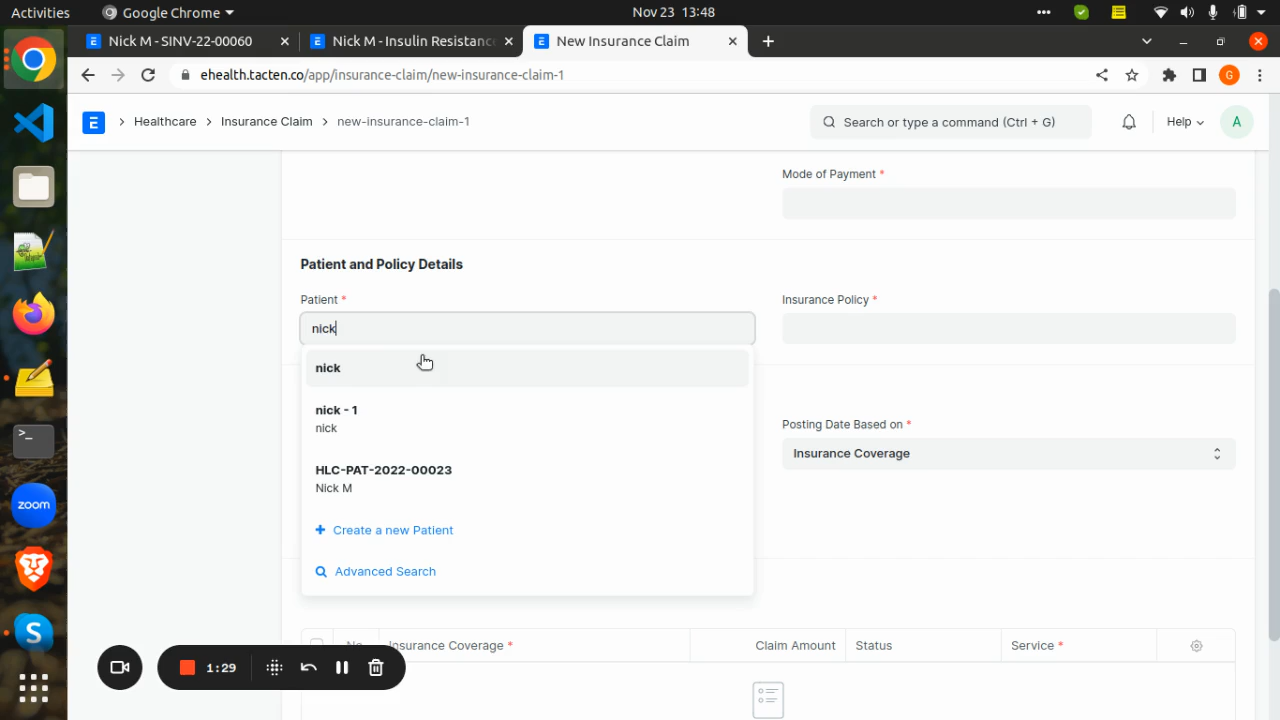 Activities
Google Chrome
Nov 23 13:48
Nick M - SINV-22-00060
Nick M - Insulin Resistance
New Insurance Claim
ehealth.tacten.co/app/insurance-claim/new-insurance-claim-1
G
E
Healthcare
Insurance Claim
new-insurance-claim-1
Search or type a command (Ctrl + G)
Help
A
Mode of Payment *
Patient and Policy Details
Patient *
Insurance Policy *
nick
nick
nick - 1
nick
HLC-PAT-2022-00023
Nick M
Create a new Patient
Advanced Search
Posting Date Based on *
Insurance Coverage
No.
Insurance Coverage *
Claim Amount
Status
Service *
1:29
zoom